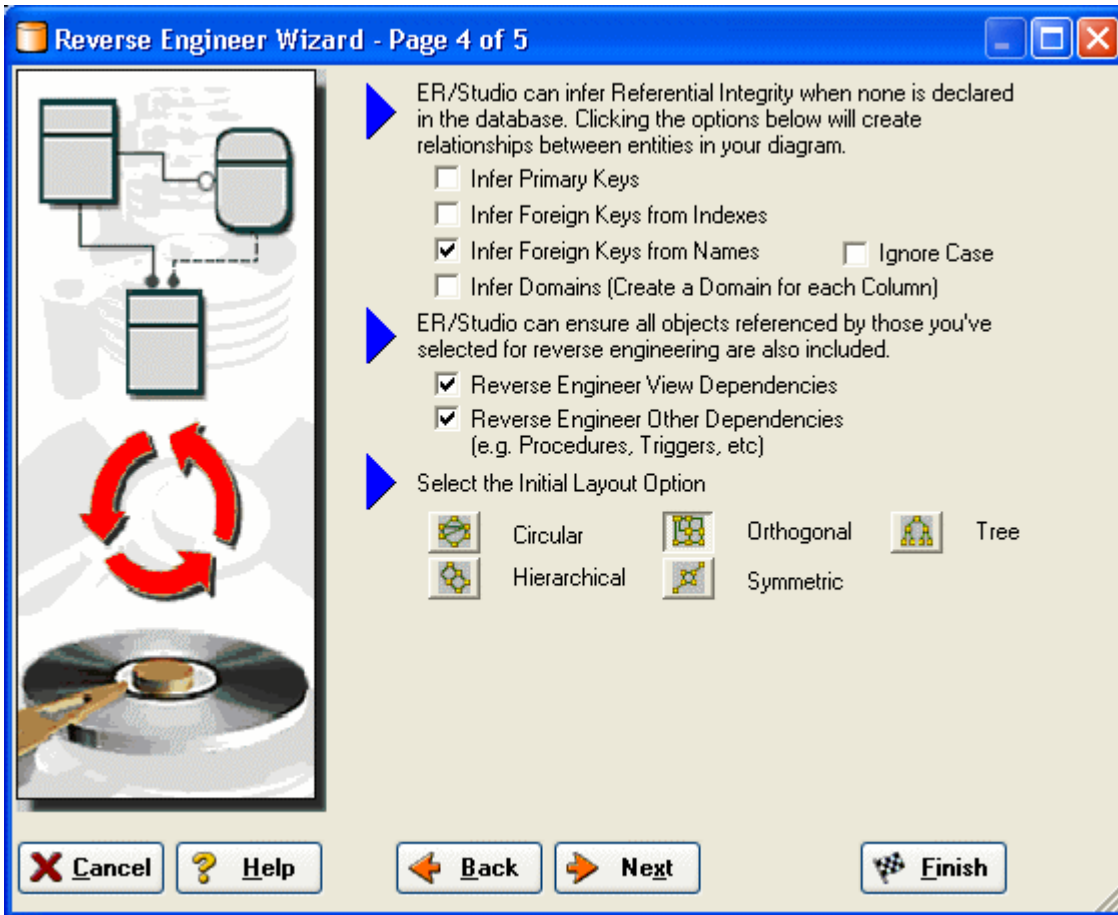 Reverse Engineer Wizard - Page 4 of 5
ER/Studio can infer Referential Integrity when none is declared
in the database. Clicking the options below will create
relationships between entities in your diagram.
Infer Primary Keys
Infer Foreign Keys from Indexes
Infer Foreign Keys from Names Ignore Case
Infer Domains (Create a Domain for each Column)
ER/Studio can ensure all objects referenced by those you've
selected for reverse engineering are also included.
Reverse Engineer View Dependencies
Reverse Engineer Other Dependencies
(e.g. Procedures, Triggers, etc)
Select the Initial Layout Option
Circular Orthogonal Tree
Hierarchical Symmetric
Cancel Help Back Next Finish